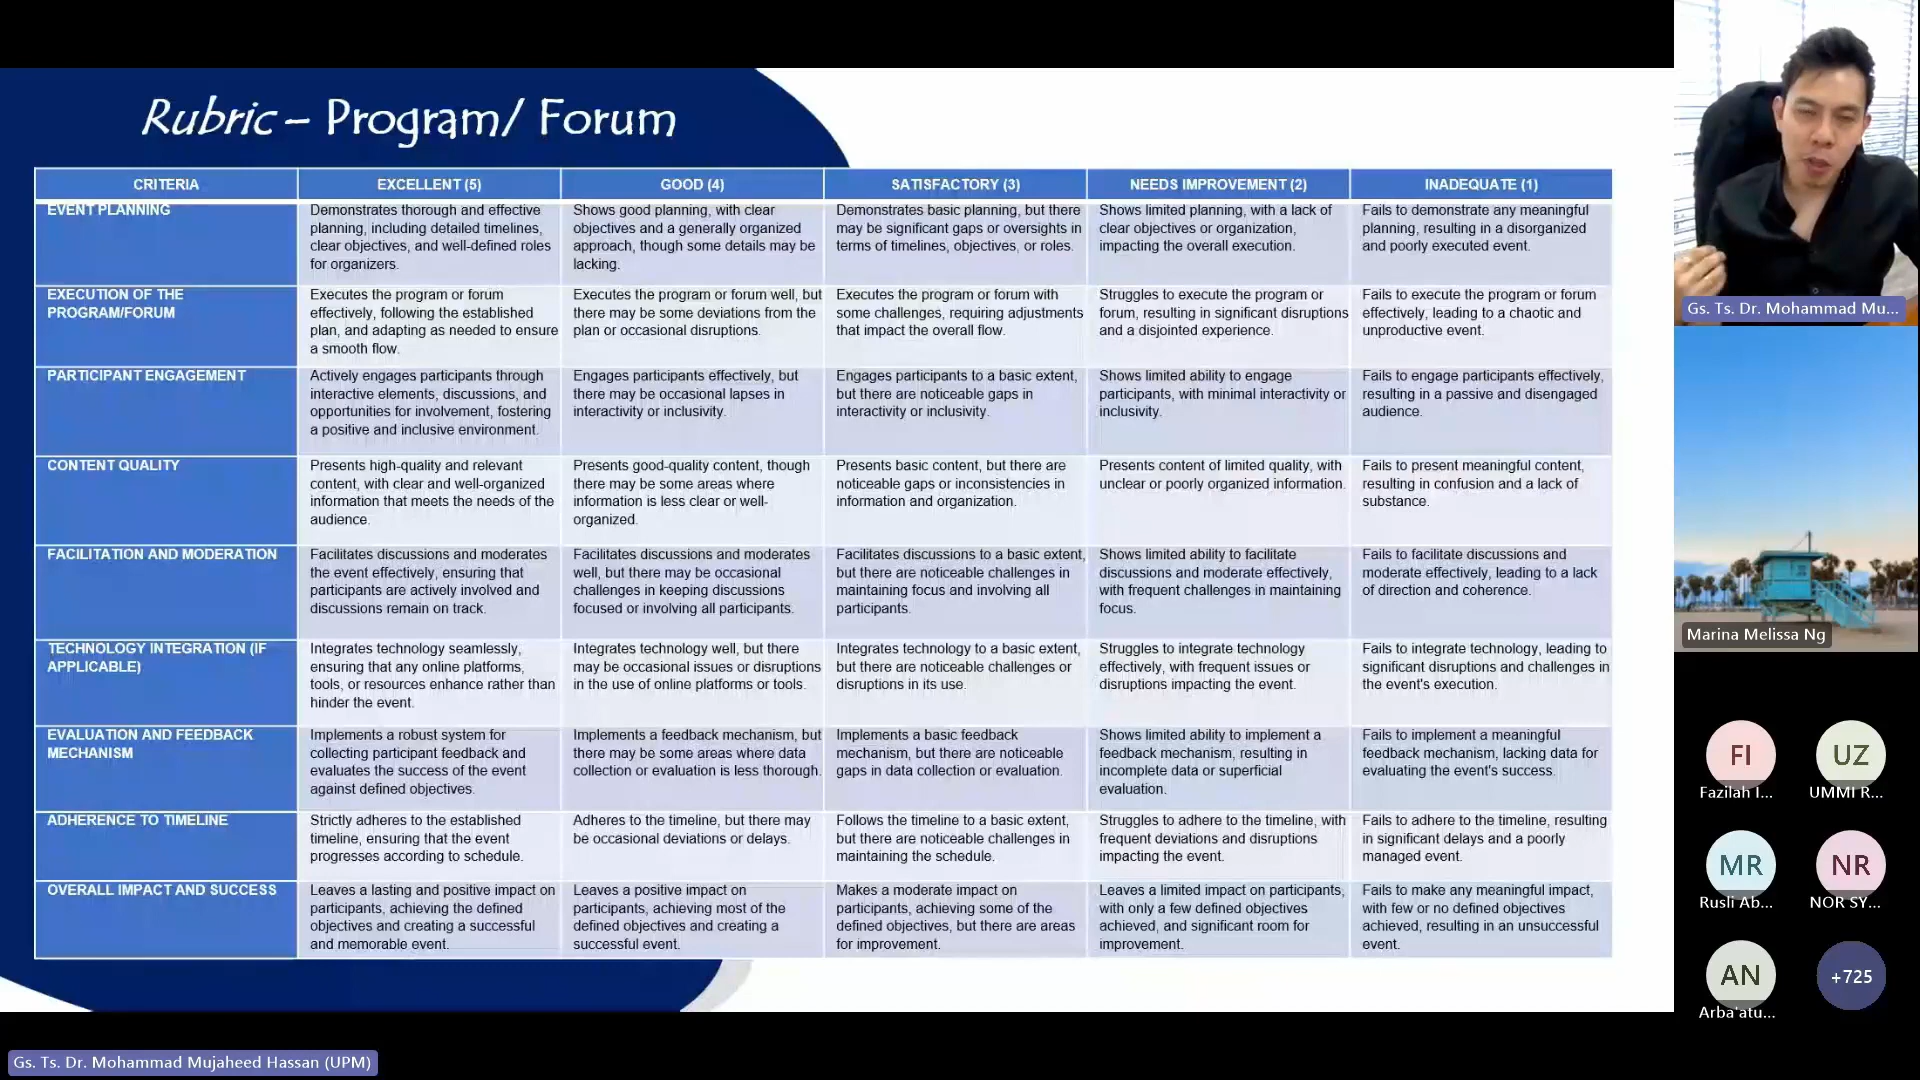 Rubric – Program/ Forum
CRITERIA
EXCELLENT (5)
GOOD (4)
SATISFACTORY (3)
NEEDS IMPROVEMENT (2)
INADEQUATE (1)
EVENT PLANNING
Demonstrates thorough and effective
planning, including detailed timelines,
clear objectives, and well-defined roles
for organizers.
Shows good planning, with clear
objectives and a generally organized
approach, though some details may be
lacking.
Demonstrates basic planning, but there
may be significant gaps or oversights in
terms of timelines, objectives, or roles.
Shows limited planning, with a lack of
clear objectives or organization,
impacting the overall execution.
Fails to demonstrate any meaningful
planning, resulting in a disorganized
and poorly executed event.
EXECUTION OF THE
PROGRAM/FORUM
Executes the program or forum
effectively, following the established
plan, and adapting as needed to ensure
a smooth flow.
Executes the program or forum well, but
there may be some deviations from the
plan or occasional disruptions.
Executes the program or forum with
some challenges, requiring adjustments
that impact the overall flow.
Struggles to execute the program or
forum, resulting in significant disruptions
and a disjointed experience.
Fails to execute the program or forum
effectively, leading to a chaotic and
unproductive event.
PARTICIPANT ENGAGEMENT
Actively engages participants through
interactive elements, discussions, and
opportunities for involvement, fostering
a positive and inclusive environment.
Engages participants effectively, but
there may be occasional lapses in
interactivity or inclusivity.
Engages participants to a basic extent,
but there are noticeable gaps in
interactivity or inclusivity.
Shows limited ability to engage
participants, with minimal interactivity or
inclusivity.
Fails to engage participants effectively,
resulting in a passive and disengaged
audience.
CONTENT QUALITY
Presents high-quality and relevant
content, with clear and well-organized
information that meets the needs of the
audience.
Presents good-quality content, though
there may be some areas where
information is less clear or well-
organized.
Presents basic content, but there are
noticeable gaps or inconsistencies in
information and organization.
Presents content of limited quality, with
unclear or poorly organized information.
Fails to present meaningful content,
resulting in confusion and a lack of
substance.
FACILITATION AND MODERATION
Facilitates discussions and moderates
the event effectively, ensuring that
participants are actively involved and
discussions remain on track.
Facilitates discussions and moderates
well, but there may be occasional
challenges in keeping discussions
focused or involving all participants.
Facilitates discussions to a basic extent,
but there are noticeable challenges in
maintaining focus and involving all
participants.
Shows limited ability to facilitate
discussions and moderate effectively,
with frequent challenges in maintaining
focus.
Fails to facilitate discussions and
moderate effectively, leading to a lack
of direction and coherence.
TECHNOLOGY INTEGRATION (IF
APPLICABLE)
Integrates technology seamlessly,
ensuring that any online platforms,
tools, or resources enhance rather than
hinder the event.
Integrates technology well, but there
may be occasional issues or disruptions
in the use of online platforms or tools.
Integrates technology to a basic extent,
but there are noticeable challenges or
disruptions in its use.
Struggles to integrate technology
effectively, with frequent issues or
disruptions impacting the event.
Fails to integrate technology, leading to
significant disruptions and challenges in
the event's execution.
EVALUATION AND FEEDBACK
MECHANISM
Implements a robust system for
collecting participant feedback and
evaluates the success of the event
against defined objectives.
Implements a feedback mechanism, but
there may be some areas where data
collection or evaluation is less thorough.
Implements a basic feedback
mechanism, but there are noticeable
gaps in data collection or evaluation.
Shows limited ability to implement a
feedback mechanism, resulting in
incomplete data or superficial
evaluation.
Fails to implement a meaningful
feedback mechanism, lacking data for
evaluating the event's success.
ADHERENCE TO TIMELINE
Strictly adheres to the established
timeline, ensuring that the event
progresses according to schedule.
Adheres to the timeline, but there may
be occasional deviations or delays.
Follows the timeline to a basic extent,
but there are noticeable challenges in
maintaining the schedule.
Struggles to adhere to the timeline, with
frequent deviations and disruptions
impacting the event.
Fails to adhere to the timeline, resulting
in significant delays and a poorly
managed event.
OVERALL IMPACT AND SUCCESS
Leaves a lasting and positive impact on
participants, achieving the defined
objectives and creating a successful
and memorable event.
Leaves a positive impact on
participants, achieving most of the
defined objectives and creating a
successful event.
Makes a moderate impact on
participants, achieving some of the
defined objectives, but there are areas
for improvement.
Leaves a limited impact on participants,
with only a few defined objectives
achieved, and significant room for
improvement.
Fails to make any meaningful impact,
with few or no defined objectives
achieved, resulting in an unsuccessful
event.
Gs. Ts. Dr. Mohammad Mu...
Marina Melissa Ng
FI
Fazilah I...
UZ
UMMI R...
MR
Rusli Ab...
NR
NOR SY...
AN
Arba'atu...
+725
Gs. Ts. Dr. Mohammad Mujaheed Hassan (UPM)